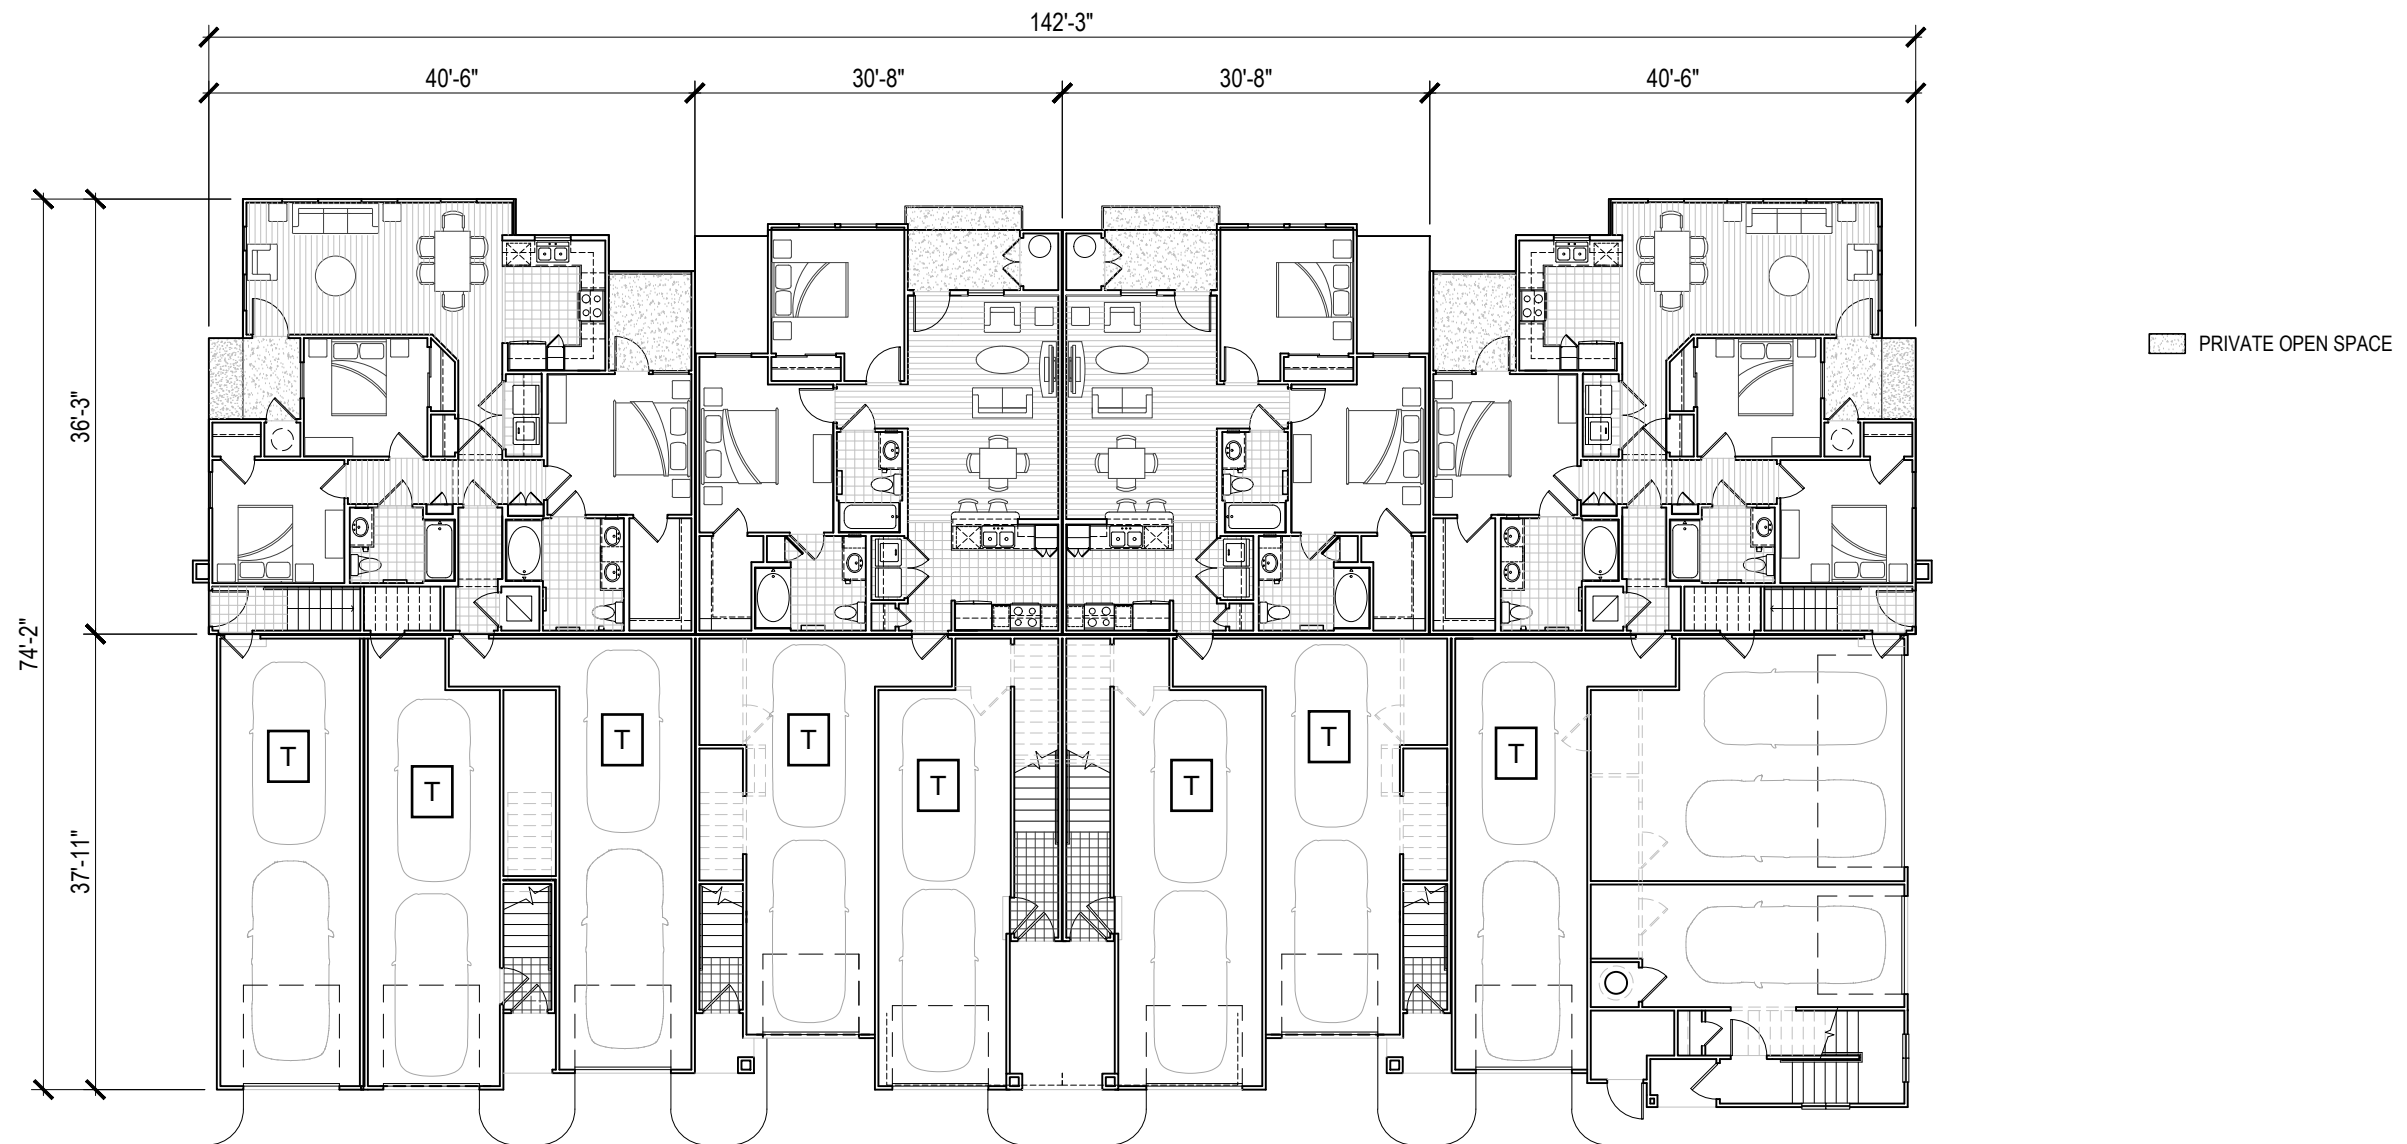 142'-3"
40'-6"
30'-8"
30'-8"
40'-6"
PRIVATE OPEN SPACE
36'-3"
74'-2"
37'-11"
T
T
T
T
T
T
T
T